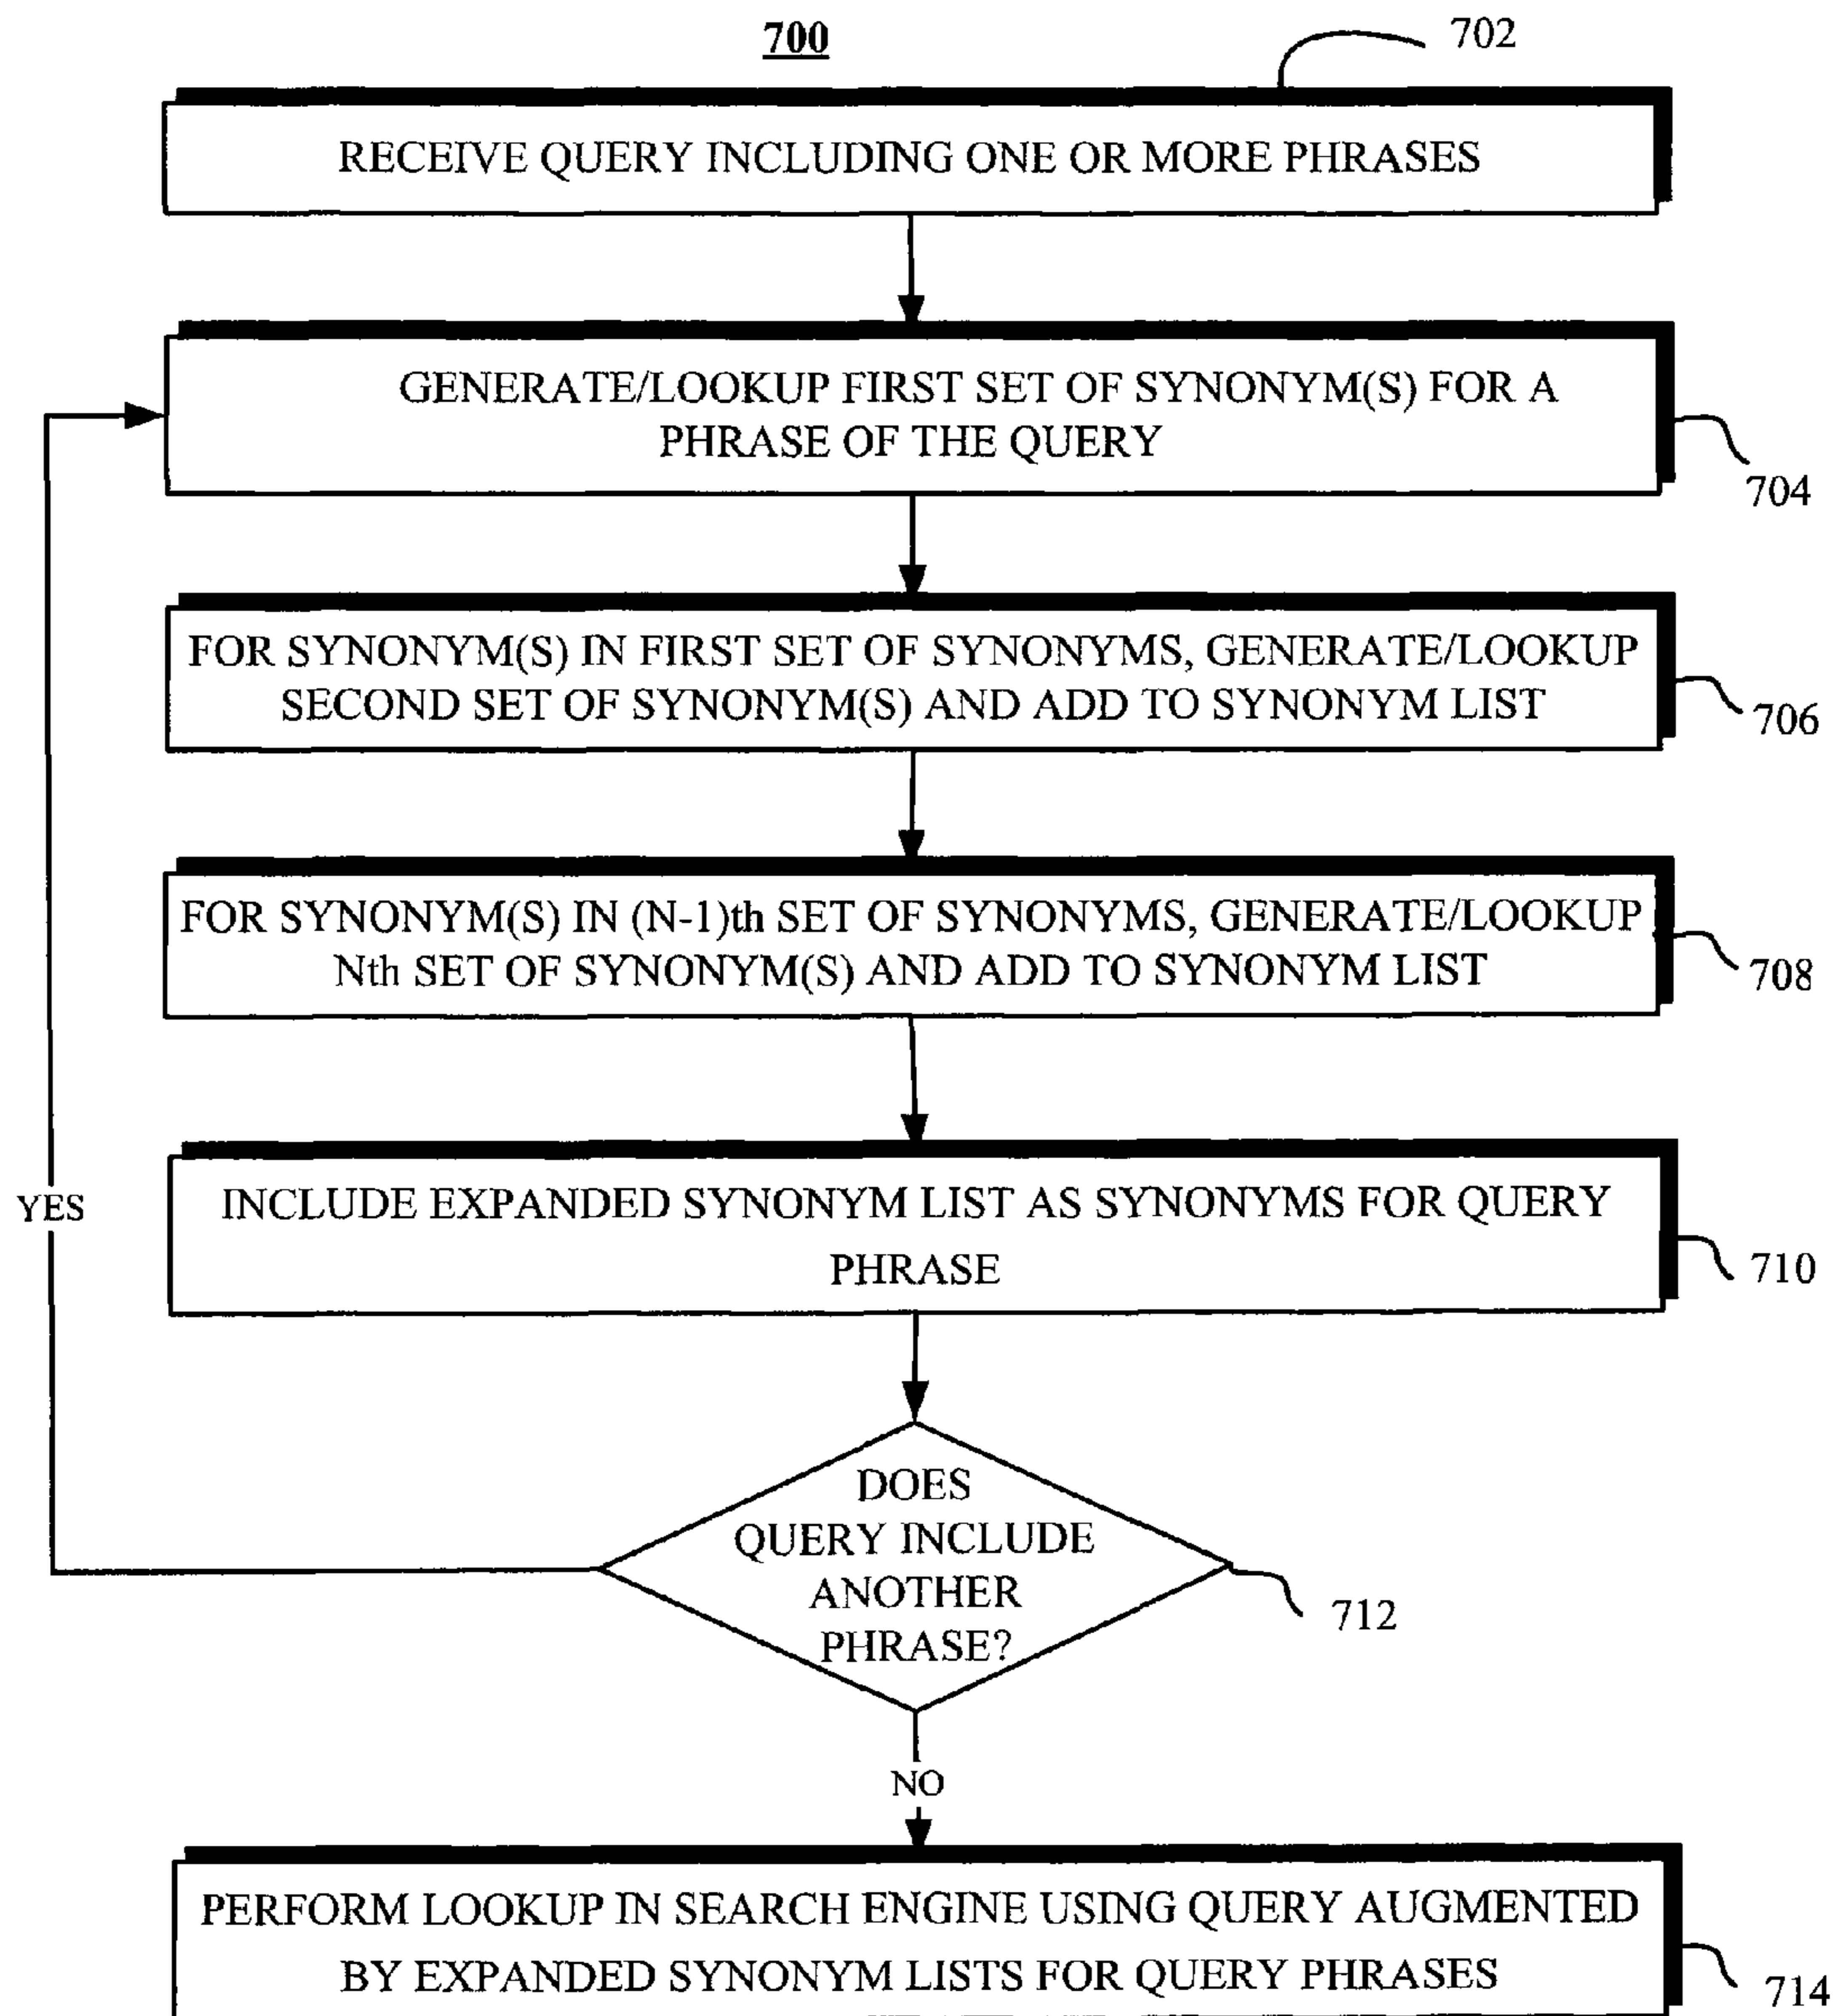 700
702
RECEIVE QUERY INCLUDING ONE OR MORE PHRASES
GENERATE/LOOKUP FIRST SET OF SYNONYM(S) FOR A
PHRASE OF THE QUERY
704
FOR SYNONYM(S) IN FIRST SET OF SYNONYMS, GENERATE/LOOKUP
SECOND SET OF SYNONYM(S) AND ADD TO SYNONYM LIST
706
FOR SYNONYM(S) IN (N-1)th SET OF SYNONYMS, GENERATE/LOOKUP
Nth SET OF SYNONYM(S) AND ADD TO SYNONYM LIST
708
YES
INCLUDE EXPANDED SYNONYM LIST AS SYNONYMS FOR QUERY
PHRASE
710
DOES
QUERY INCLUDE
ANOTHER
PHRASE?
712
NO
PERFORM LOOKUP IN SEARCH ENGINE USING QUERY AUGMENTED
BY EXPANDED SYNONYM LISTS FOR QUERY PHRASES
714